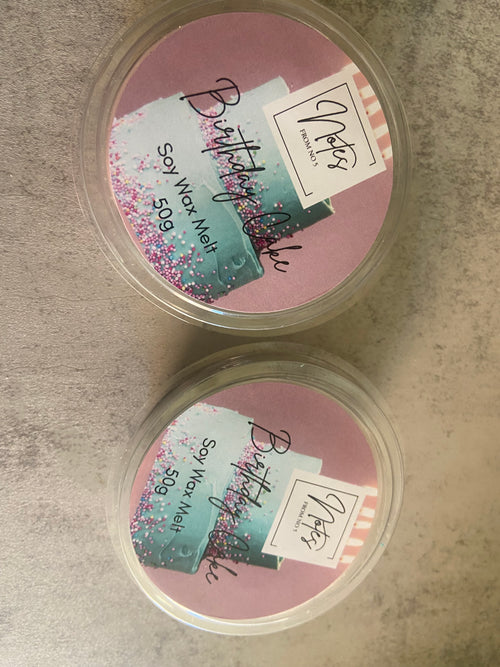 Notes
FROM NO 5
Birthday Cake
Soy Wax Melt
50g
Notes
FROM NO 5
Birthday Cake
Soy Wax Melt
50g